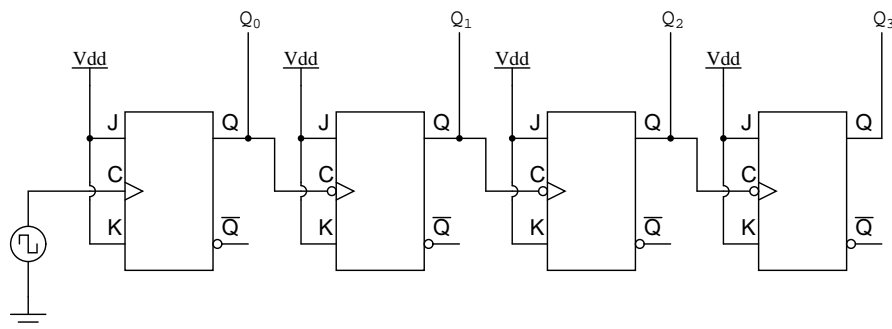 Q0 Q1 Q2 Q3
Vdd Vdd Vdd Vdd
J Q J Q J Q J Q
C C C C
K Q̅ K Q̅ K Q̅ K Q̅